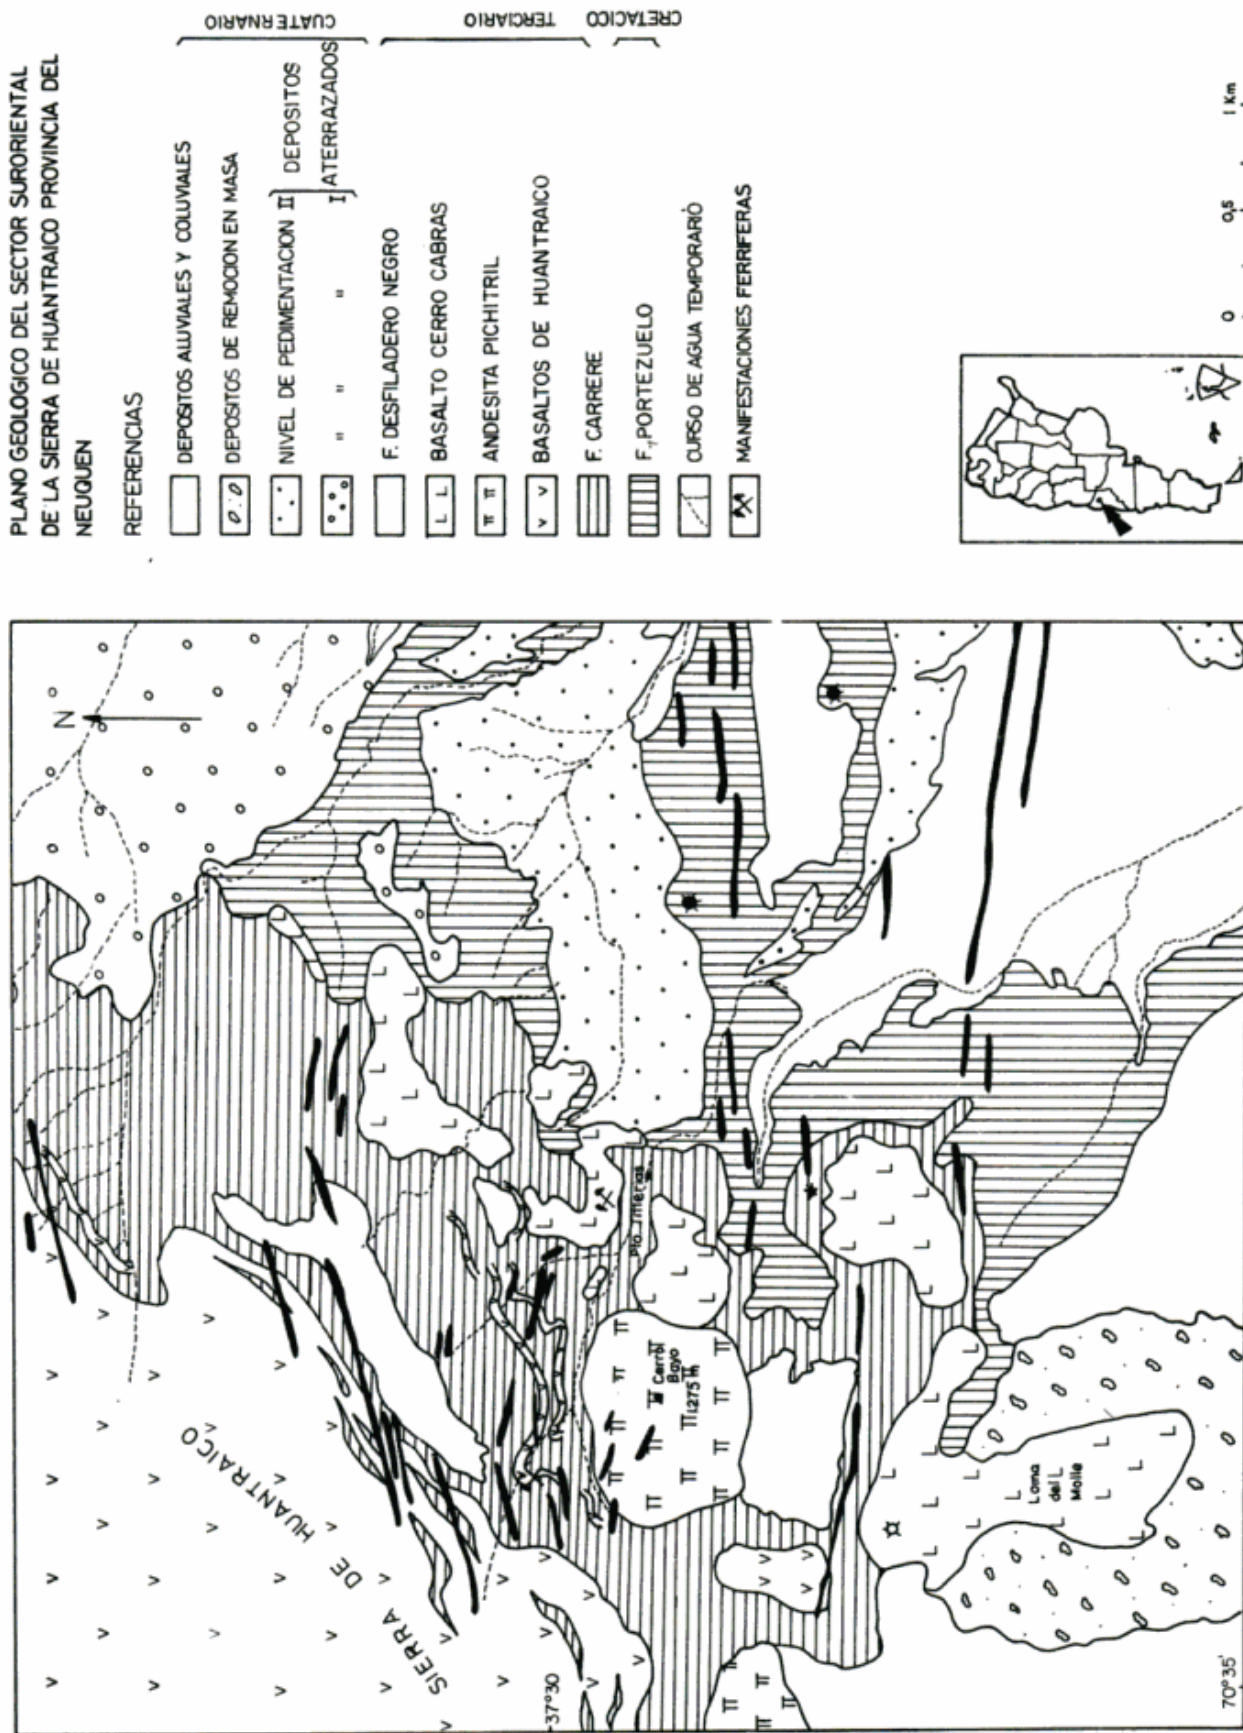 PLANO GEOLOGICO DEL SECTOR SURORIENTAL
DE LA SIERRA DE HUANTRAICO PROVINCIA DEL
NEUQUEN
REFERENCIAS
DEPOSITOS ALUVIALES Y COLUVIALES
DEPOSITOS DE REMOCION EN MASA
NIVEL DE PEDIMENTACION II
" " " I
DEPOSITOS
ATERRAZADOS
F. DESFILADERO NEGRO
BASALTO CERRO CABRAS
ANDESITA PICHITRIL
BASALTOS DE HUANTRAICO
F. CARRERE
F. PORTEZUELO
CURSO DE AGUA TEMPORARIO
MANIFESTACIONES FERRIFERAS
CUATERNARIO
TERCIARIO
CRETACICO
0 0,5 1 Km
N
SIERRA DE HUANTRAICO
37°30
70°35'
Cerro
Bayo
1.275 m
Loma
del
Molle